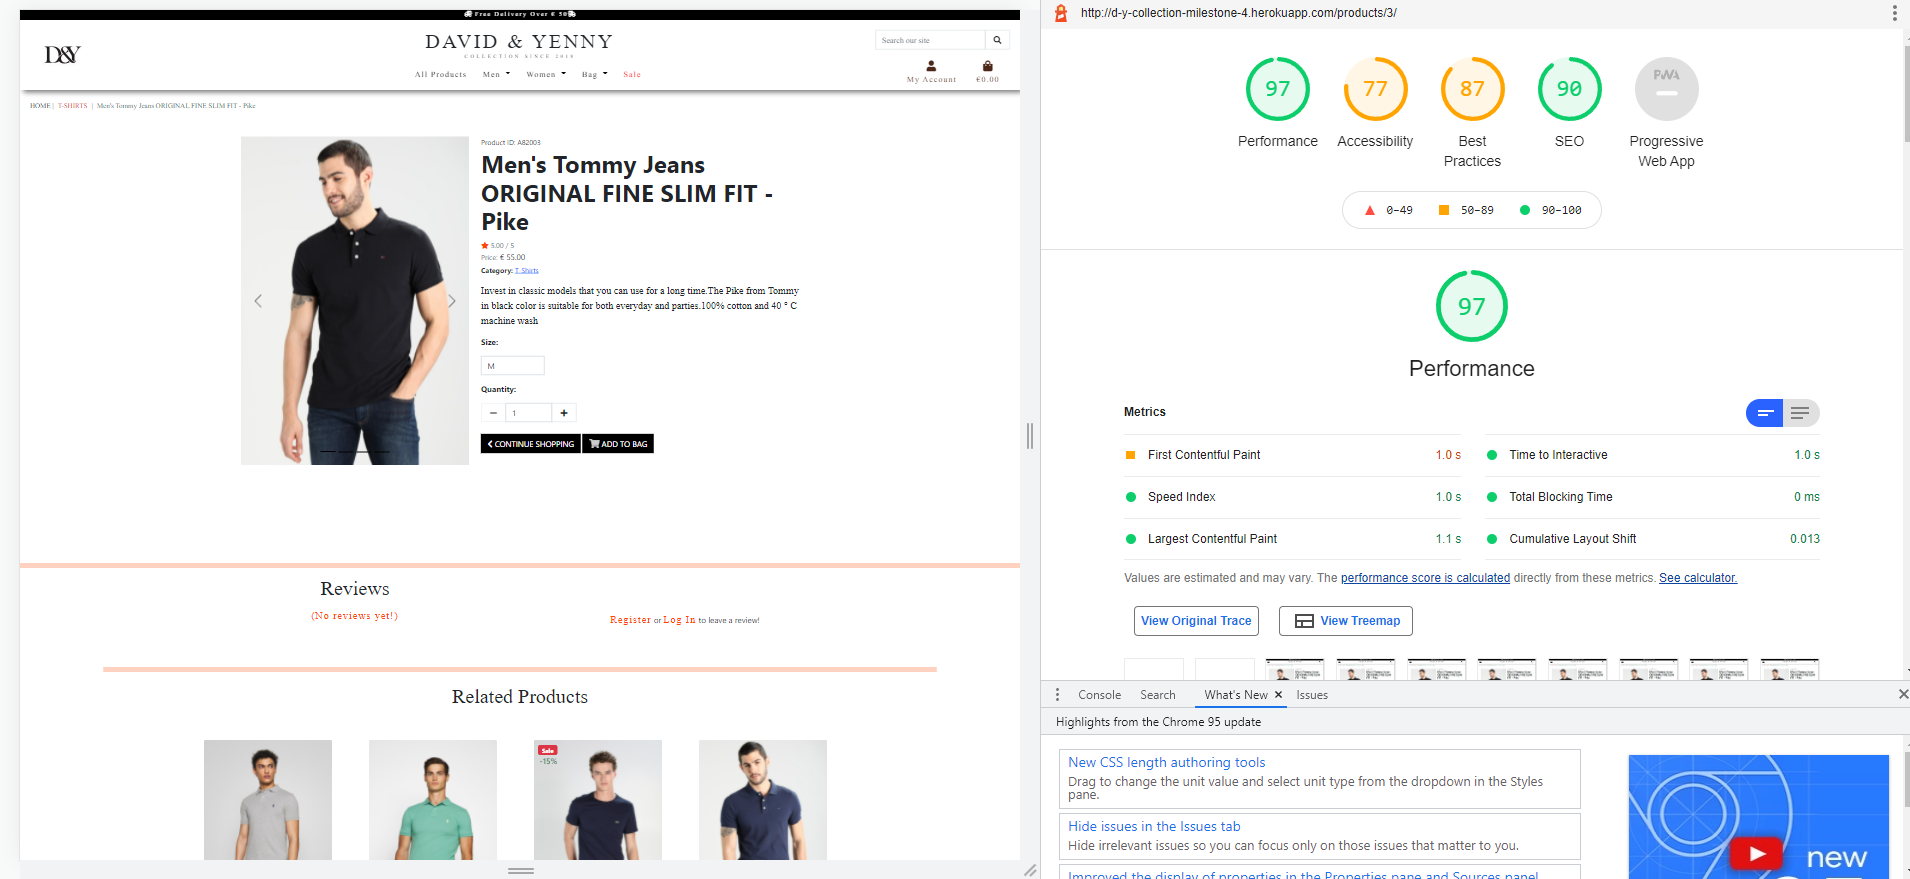 Free Delivery Over € 50
D&Y
DAVID & YENNY
COLLECTION SINCE 2018
Search our site
All Products Men Women Bag Sale
My Account €0.00
HOME | T-SHIRTS | Men's Tommy Jeans ORIGINAL FINE SLIM FIT - Pike
Product ID: A82003
Men's Tommy Jeans
ORIGINAL FINE SLIM FIT -
Pike
5.00 / 5
Price: € 55.00
Category: T_Shirts
Invest in classic models that you can use for a long time.The Pike from Tommy
in black color is suitable for both everyday and parties.100% cotton and 40 ° C
machine wash
Size:
M
Quantity:
− 1 +
CONTINUE SHOPPING ADD TO BAG
Reviews
(No reviews yet!)
Register or Log In to leave a review!
Related Products
Sale
-15%
http://d-y-collection-milestone-4.herokuapp.com/products/3/
97 77 87 90 PWA
Performance Accessibility Best Practices SEO Progressive Web App
0–49 50–89 90–100
97
Performance
Metrics
First Contentful Paint 1.0 s
Time to Interactive 1.0 s
Speed Index 1.0 s
Total Blocking Time 0 ms
Largest Contentful Paint 1.1 s
Cumulative Layout Shift 0.013
Values are estimated and may vary. The performance score is calculated directly from these metrics. See calculator.
View Original Trace View Treemap
Console Search What's New × Issues
Highlights from the Chrome 95 update
New CSS length authoring tools
Drag to change the unit value and select unit type from the dropdown in the Styles
pane.
Hide issues in the Issues tab
Hide irrelevant issues so you can focus only on those issues that matter to you.
Improved the display of properties in the Properties pane and Sources panel
new